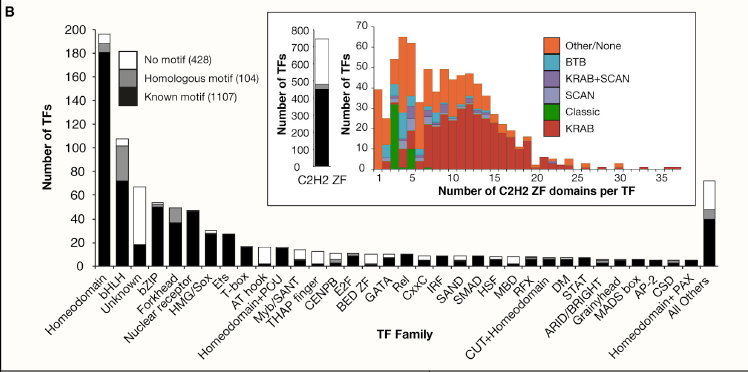 B
Number of TFs
200
180
160
140
120
100
80
60
40
20
0
No motif (428)
Homologous motif (104)
Known motif (1107)
Number of TFs
800
700
600
500
400
300
200
100
0
C2H2 ZF
Number of TFs
70
60
50
40
30
20
10
0
Other/None
BTB
KRAB+SCAN
SCAN
Classic
KRAB
1 5 10 15 20 25 30 35
Number of C2H2 ZF domains per TF
Homeodomain
bHLH
Unknown
bZIP
Forkhead
Nuclear receptor
HMG/Sox
Ets
T-box
AT hook
Homeodomain+POU
Myb/SANT
THAP finger
CENPB
E2F
BED ZF
GATA
Rel
CxxC
IRF
SAND
SMAD
HSF
MBD
RFX
CUT+Homeodomain
DM
STAT
ARID/BRIGHT
Grainyhead
MADS box
AP-2
CSD
Homeodomain+PAX
All Others
TF Family